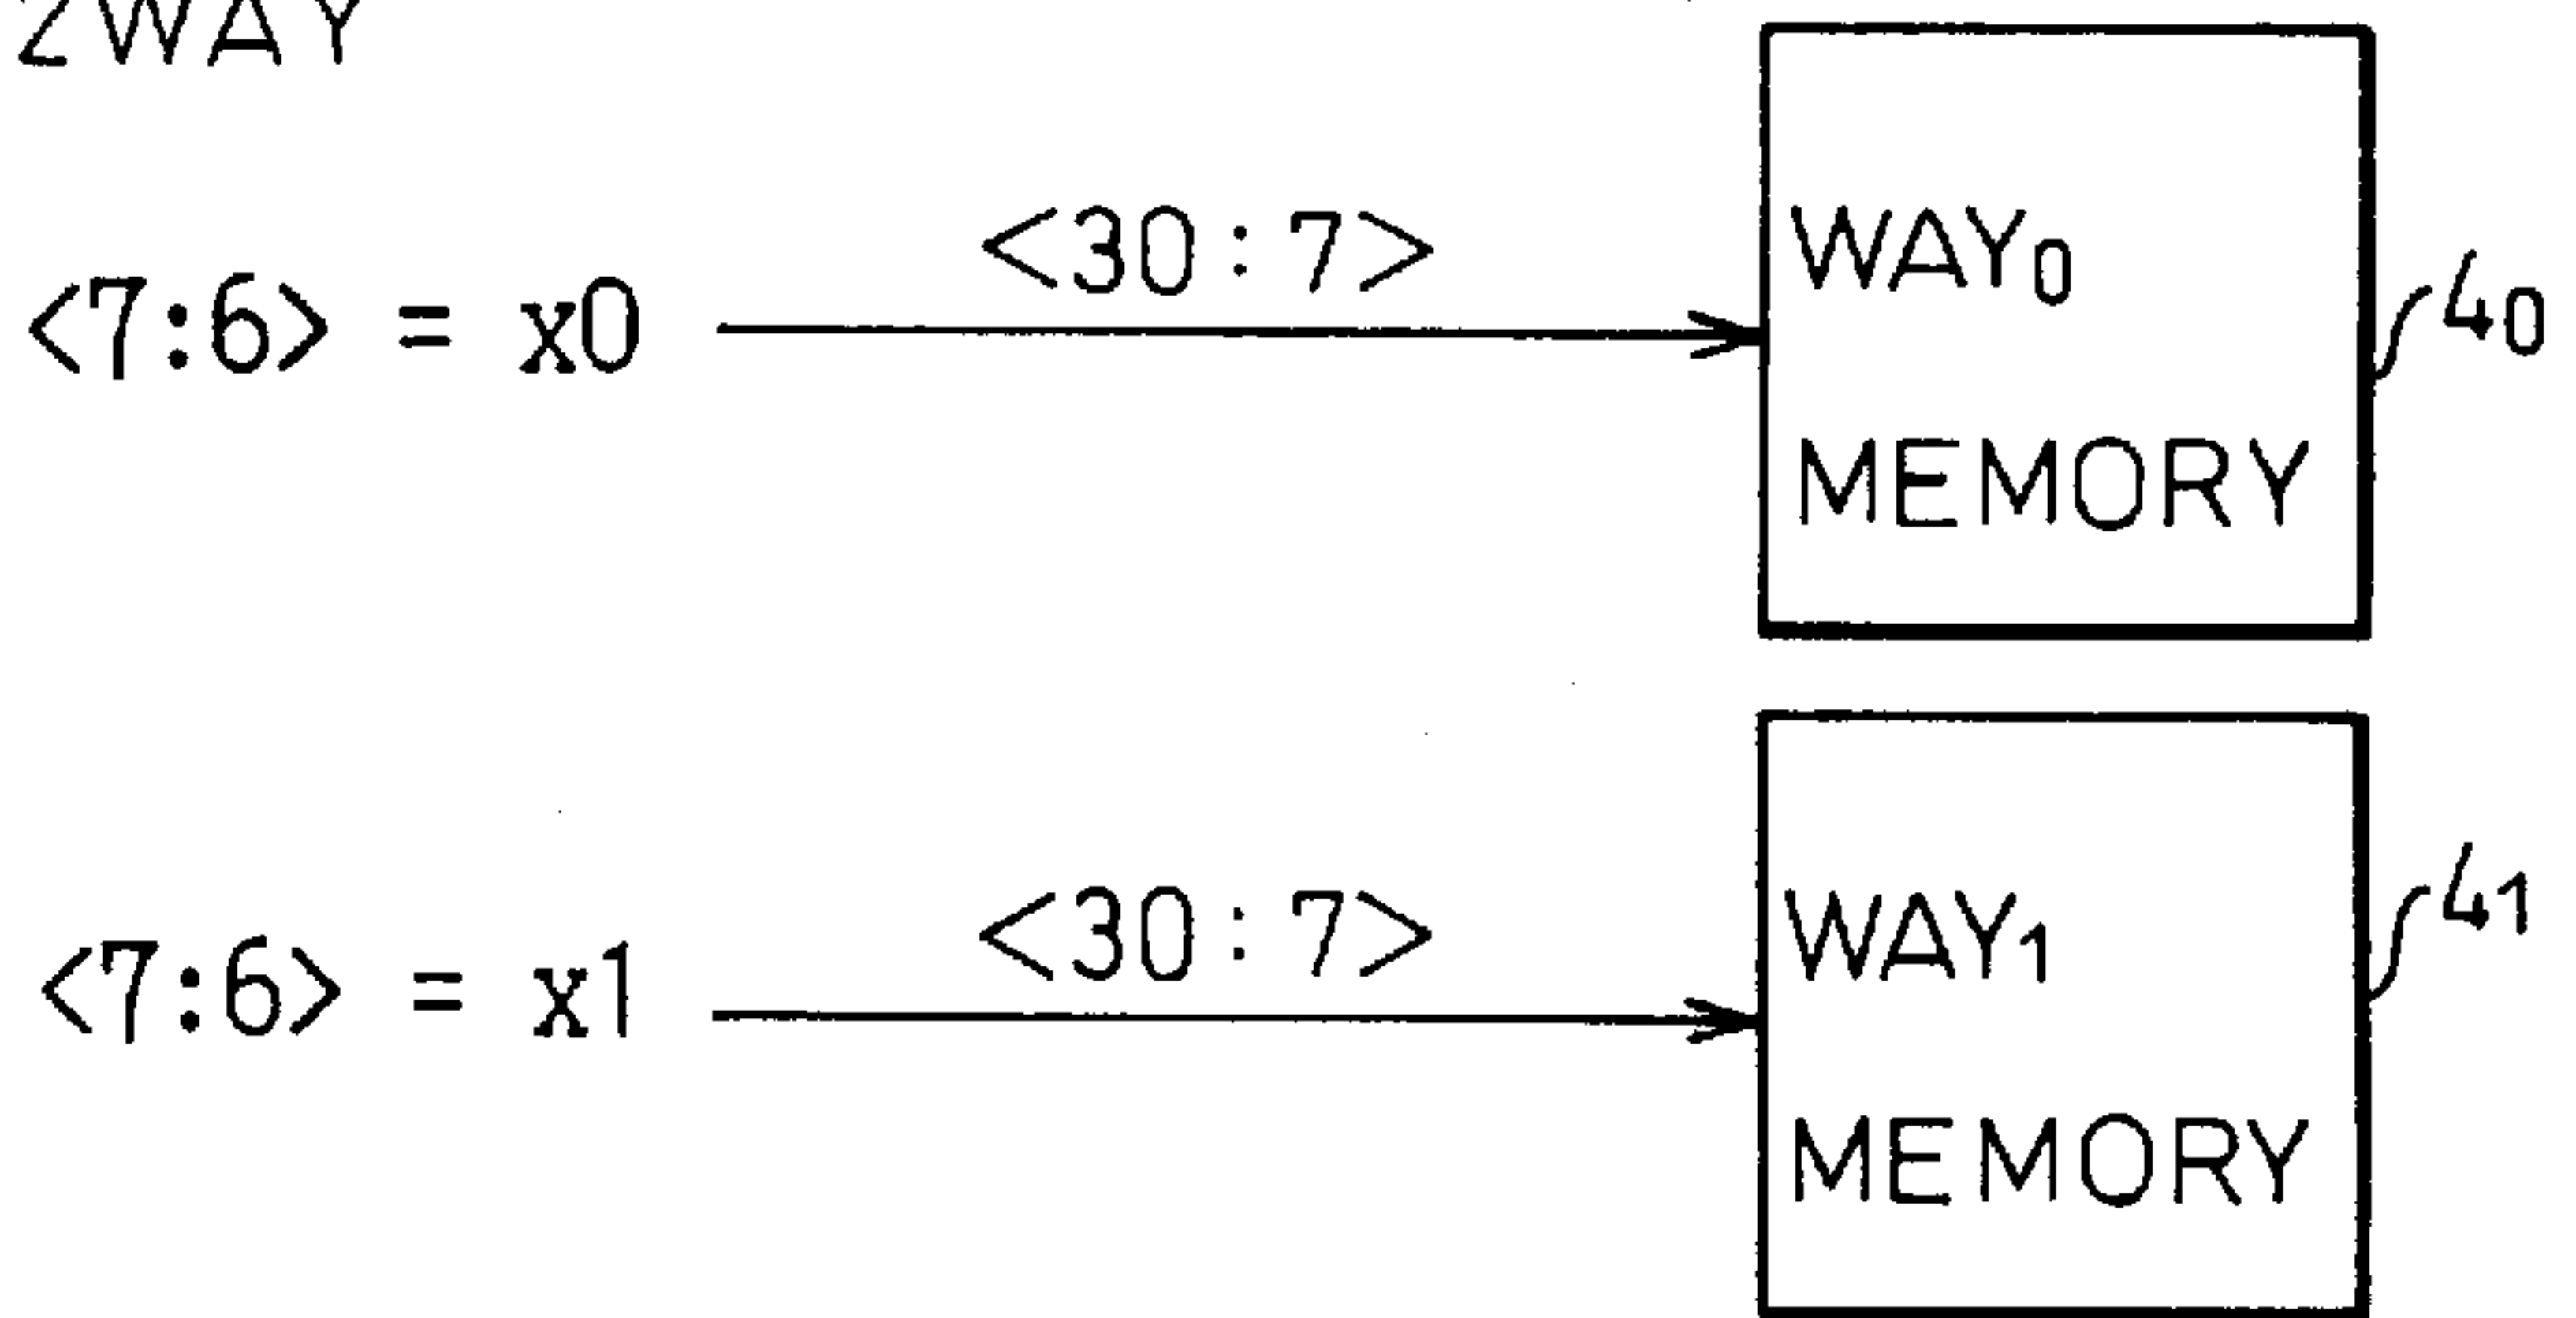 2WAY
<7:6> = x0
<30:7>
WAY₀
MEMORY
4₀
<7:6> = x1
<30:7>
WAY₁
MEMORY
4₁